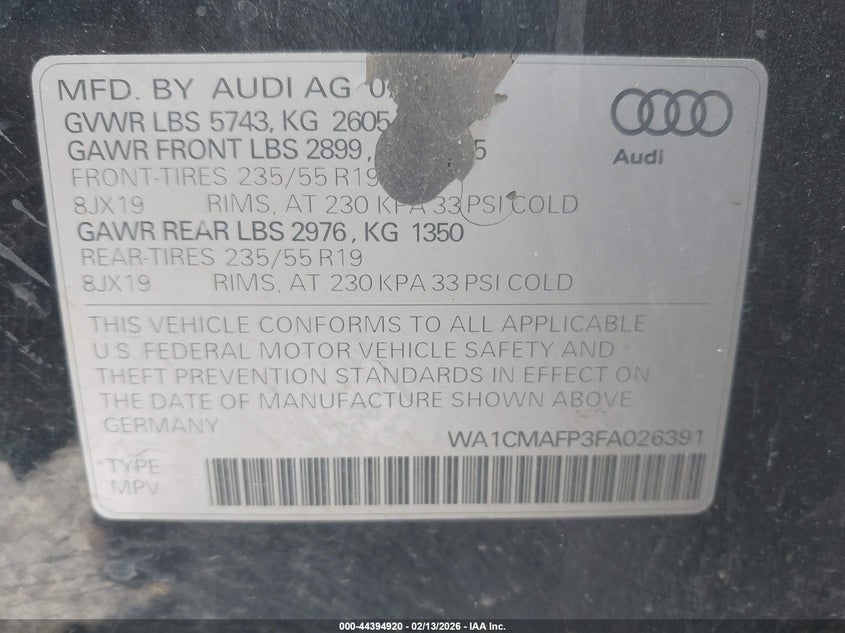 MFD. BY AUDI AG
GVWR LBS 5743, KG 2605
GAWR FRONT LBS 2899,
FRONT-TIRES 235/55 R19
8JX19 RIMS, AT 230 KPA 33 PSI COLD
GAWR REAR LBS 2976, KG 1350
REAR-TIRES 235/55 R19
8JX19 RIMS, AT 230 KPA 33 PSI COLD
Audi
THIS VEHICLE CONFORMS TO ALL APPLICABLE
U.S. FEDERAL MOTOR VEHICLE SAFETY AND
THEFT PREVENTION STANDARDS IN EFFECT ON
THE DATE OF MANUFACTURE SHOWN ABOVE
GERMANY
WA1CMAFP3FA026391
TYPE
MPV
000-44394920 - 02/13/2026 - IAA Inc.